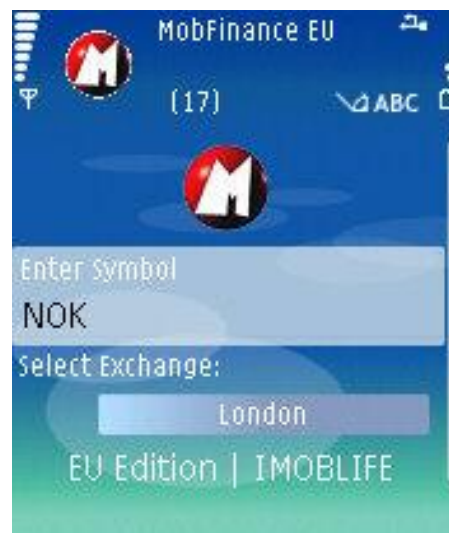 MobFinance EU
(17)
ABC
Enter Symbol
NOK
Select Exchange:
London
EU Edition | IMOBLIFE